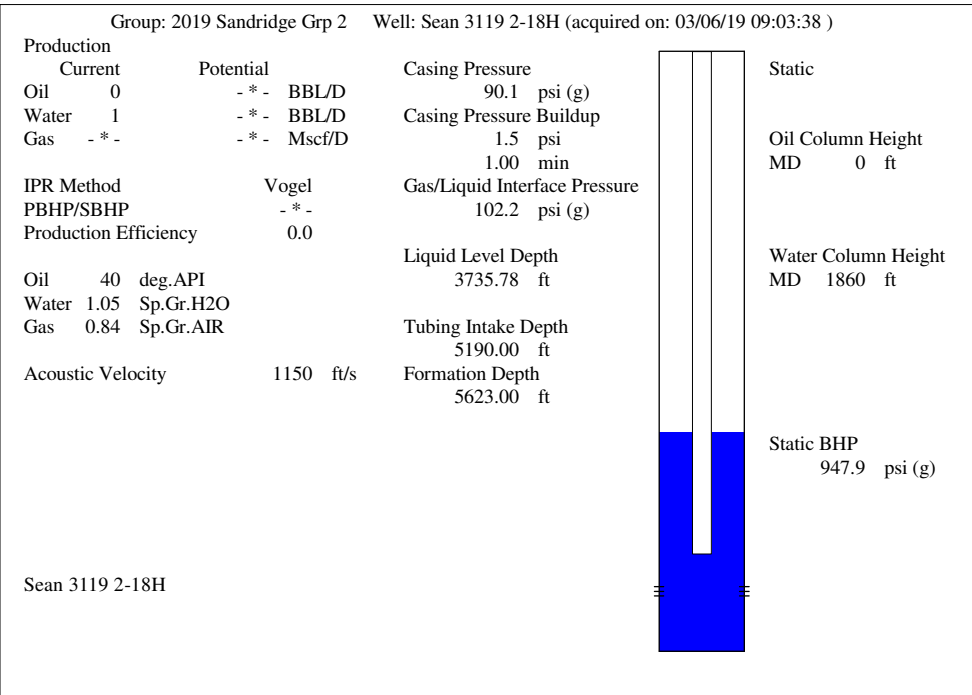 Group: 2019 Sandridge Grp 2 Well: Sean 3119 2-18H (acquired on: 03/06/19 09:03:38 )
Production
Current Potential
Oil 0 - * - BBL/D
Water 1 - * - BBL/D
Gas - * - - * - Mscf/D
IPR Method Vogel
PBHP/SBHP - * -
Production Efficiency 0.0
Oil 40 deg.API
Water 1.05 Sp.Gr.H2O
Gas 0.84 Sp.Gr.AIR
Acoustic Velocity 1150 ft/s
Casing Pressure
90.1 psi (g)
Casing Pressure Buildup
1.5 psi
1.00 min
Gas/Liquid Interface Pressure
102.2 psi (g)
Liquid Level Depth
3735.78 ft
Tubing Intake Depth
5190.00 ft
Formation Depth
5623.00 ft
Static
Oil Column Height
MD 0 ft
Water Column Height
MD 1860 ft
Static BHP
947.9 psi (g)
Sean 3119 2-18H